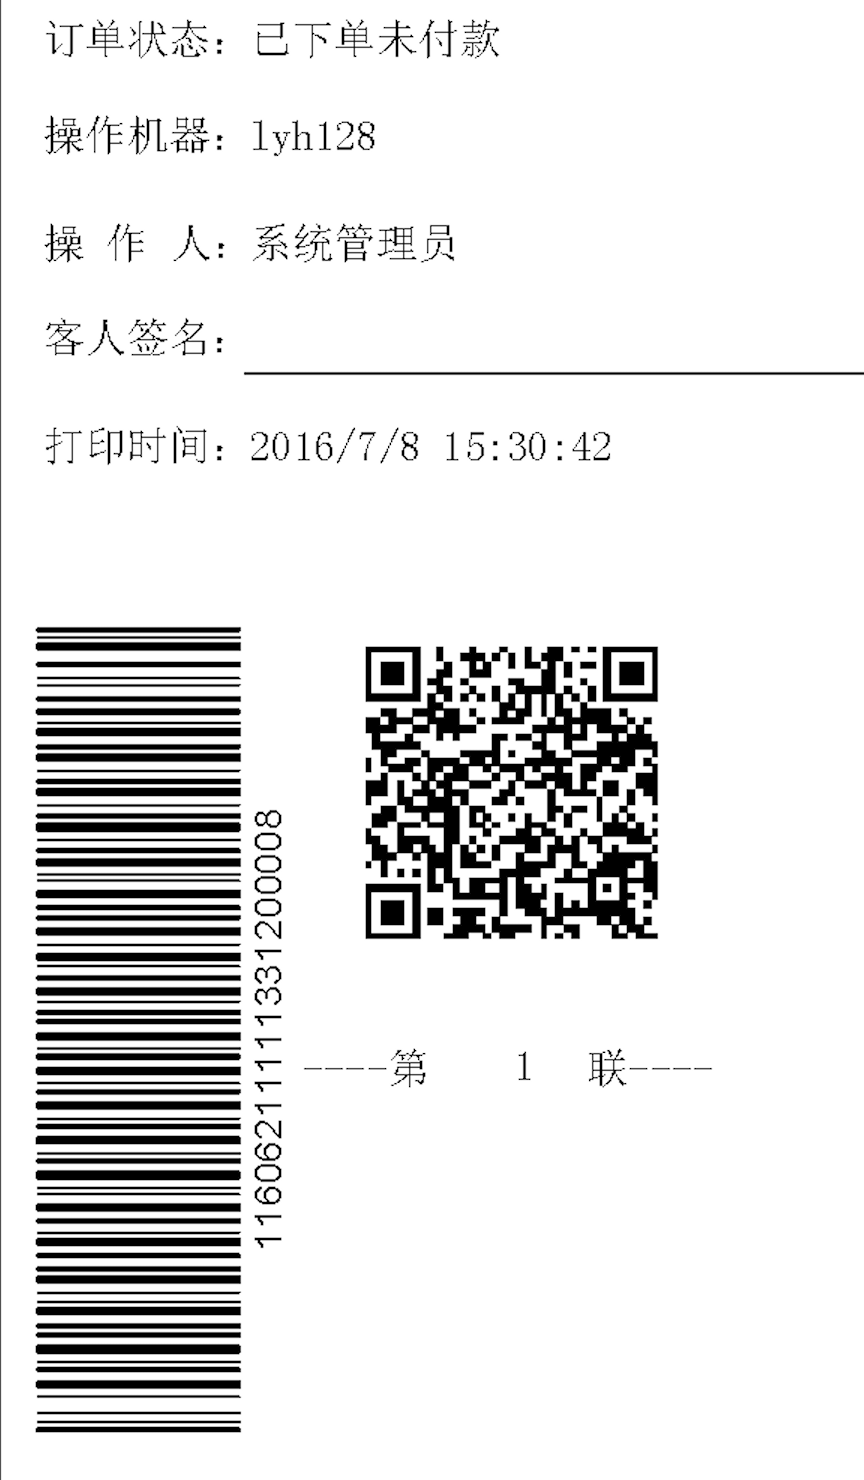 订单状态：已下单未付款
操作机器：lyh128
操 作 人：系统管理员
客人签名：
打印时间：2016/7/8 15:30:42
11606211111331200008
----第 1 联----